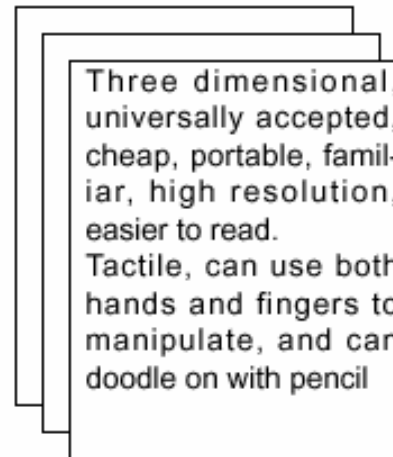 Three dimensional,
universally accepted,
cheap, portable, famil-
iar, high resolution,
easier to read.
Tactile, can use both
hands and fingers to
manipulate, and can
doodle on with pencil